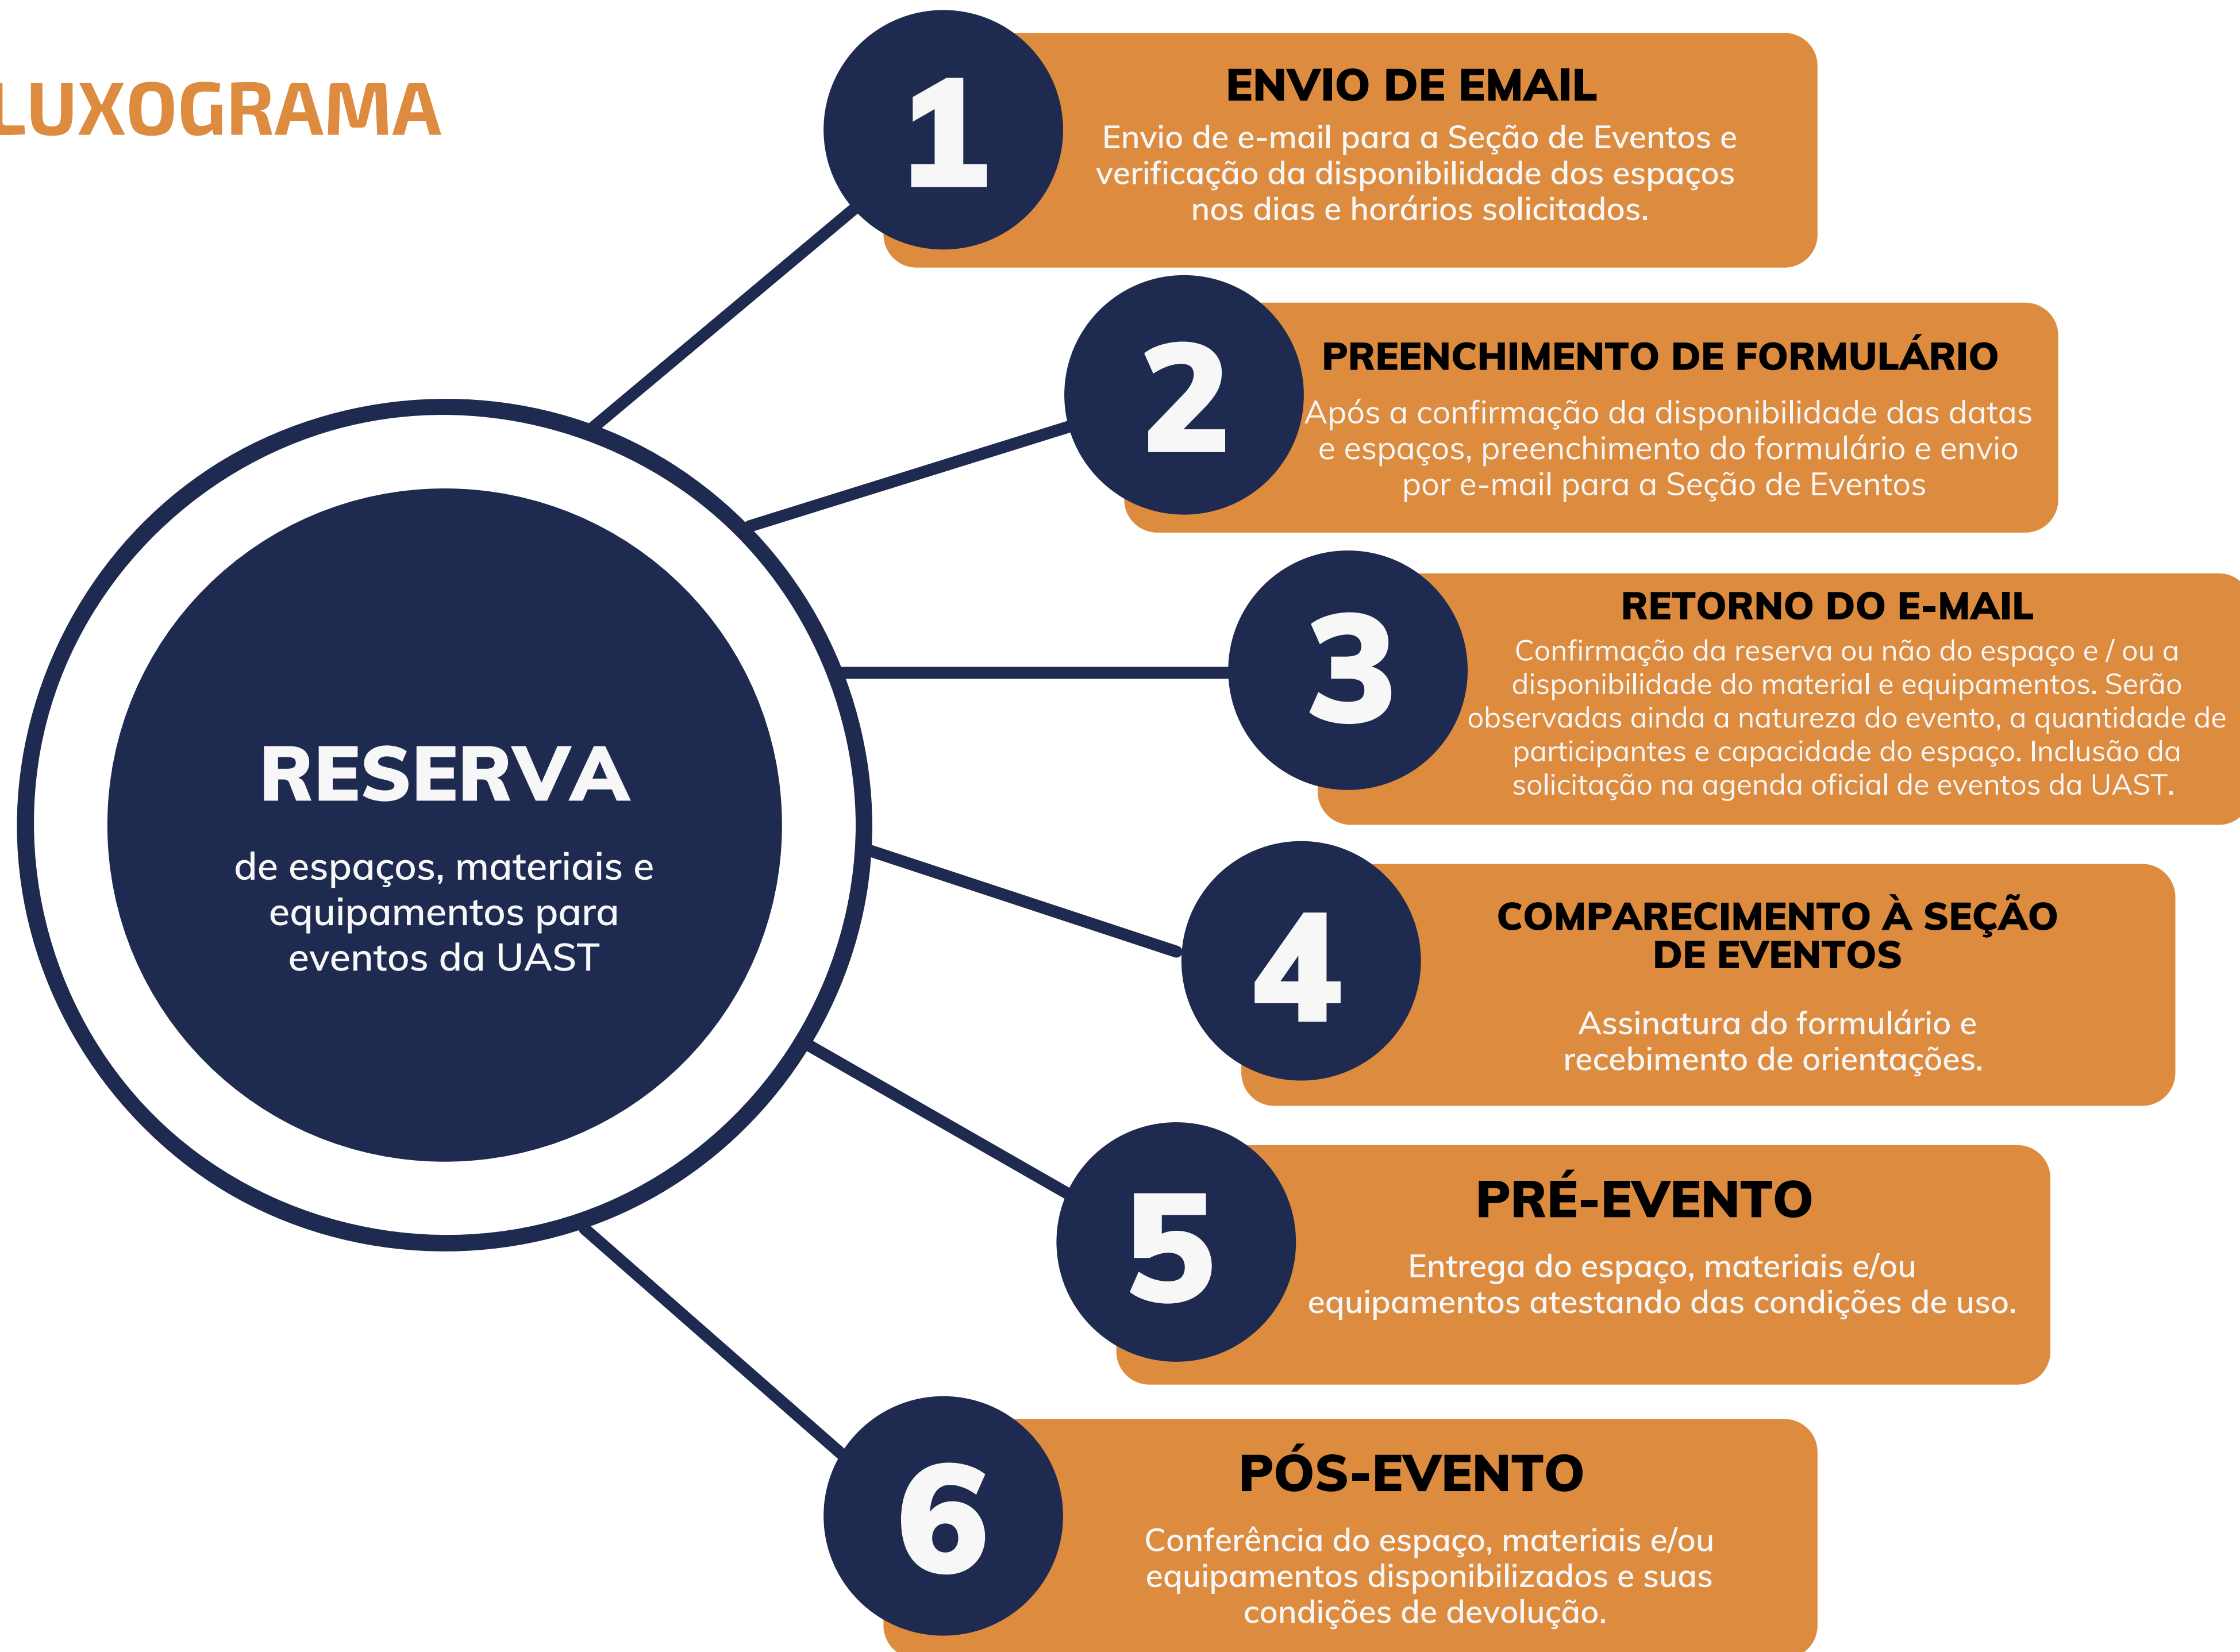 LUXOGRAMA
RESERVA
de espaços, materiais e
equipamentos para
eventos da UAST
1
ENVIO DE EMAIL
Envio de e-mail para a Seção de Eventos e
verificação da disponibilidade dos espaços
nos dias e horários solicitados.
2
PREENCHIMENTO DE FORMULÁRIO
Após a confirmação da disponibilidade das datas
e espaços, preenchimento do formulário e envio
por e-mail para a Seção de Eventos
3
RETORNO DO E-MAIL
Confirmação da reserva ou não do espaço e / ou a
disponibilidade do material e equipamentos. Serão
observadas ainda a natureza do evento, a quantidade de
participantes e capacidade do espaço. Inclusão da
solicitação na agenda oficial de eventos da UAST.
4
COMPARECIMENTO À SEÇÃO
DE EVENTOS
Assinatura do formulário e
recebimento de orientações.
5
PRÉ-EVENTO
Entrega do espaço, materiais e/ou
equipamentos atestando das condições de uso.
6
PÓS-EVENTO
Conferência do espaço, materiais e/ou
equipamentos disponibilizados e suas
condições de devolução.